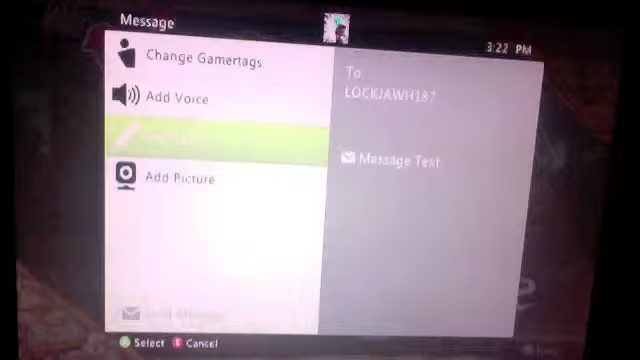 Message
3:22 PM
Change Gamertags
Add Voice
Add Picture
To
LOCKJAWH187
Message Text
Select
Cancel